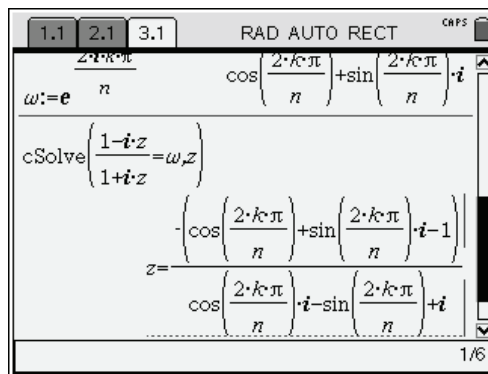 1.1 2.1 3.1 RAD AUTO RECT CAPS
ω:=e^(2·i·k·π/n) cos(2·k·π/n)+sin(2·k·π/n)·i
cSolve((1−i·z)/(1+i·z)=ω,z)
z=-(cos(2·k·π/n)+sin(2·k·π/n)·i−1)/(cos(2·k·π/n)·i−sin(2·k·π/n)+i)
1/6